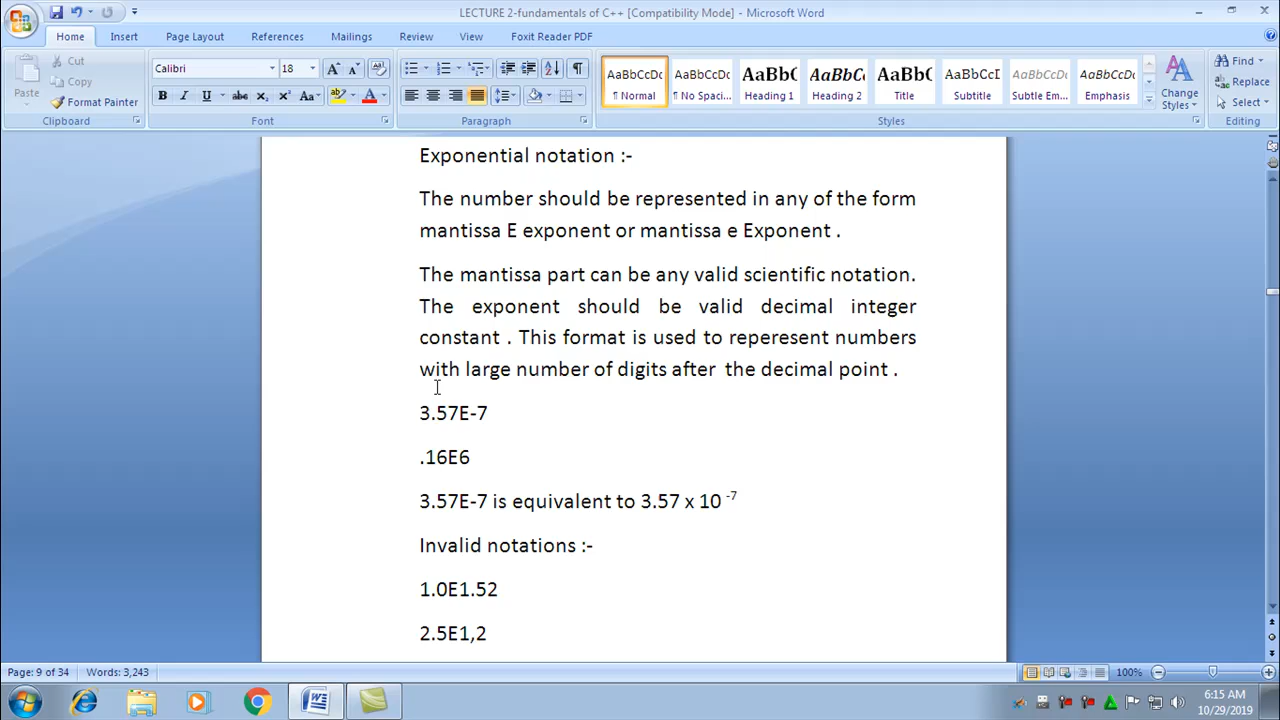 LECTURE 2-fundamentals of C++ [Compatibility Mode] - Microsoft Word
Home Insert Page Layout References Mailings Review View Foxit Reader PDF
Paste
Cut
Copy
Format Painter
Clipboard
Calibri 18
B I U abc x₂ x² Aa
Font
Paragraph
AaBbCcDc AaBbCcDc AaBbC AaBbCc AaBbC AaBbCcI AaBbCcDc AaBbCcDc
¶ Normal ¶ No Spaci... Heading 1 Heading 2 Title Subtitle Subtle Em... Emphasis
Change
Styles
Styles
Find
Replace
Select
Editing
Exponential notation :-
The number should be represented in any of the form
mantissa E exponent or mantissa e Exponent .
The mantissa part can be any valid scientific notation.
The exponent should be valid decimal integer
constant . This format is used to reperesent numbers
with large number of digits after the decimal point .
3.57E-7
.16E6
3.57E-7 is equivalent to 3.57 x 10 -7
Invalid notations :-
1.0E1.52
2.5E1,2
Page: 9 of 34 Words: 3,243 100%
6:15 AM
10/29/2019